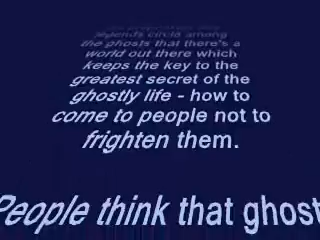 legends circle among
the ghosts that there's a
world out there which
keeps the key to the
greatest secret of the
ghostly life - how to
come to people not to
frighten them.
People think that ghost